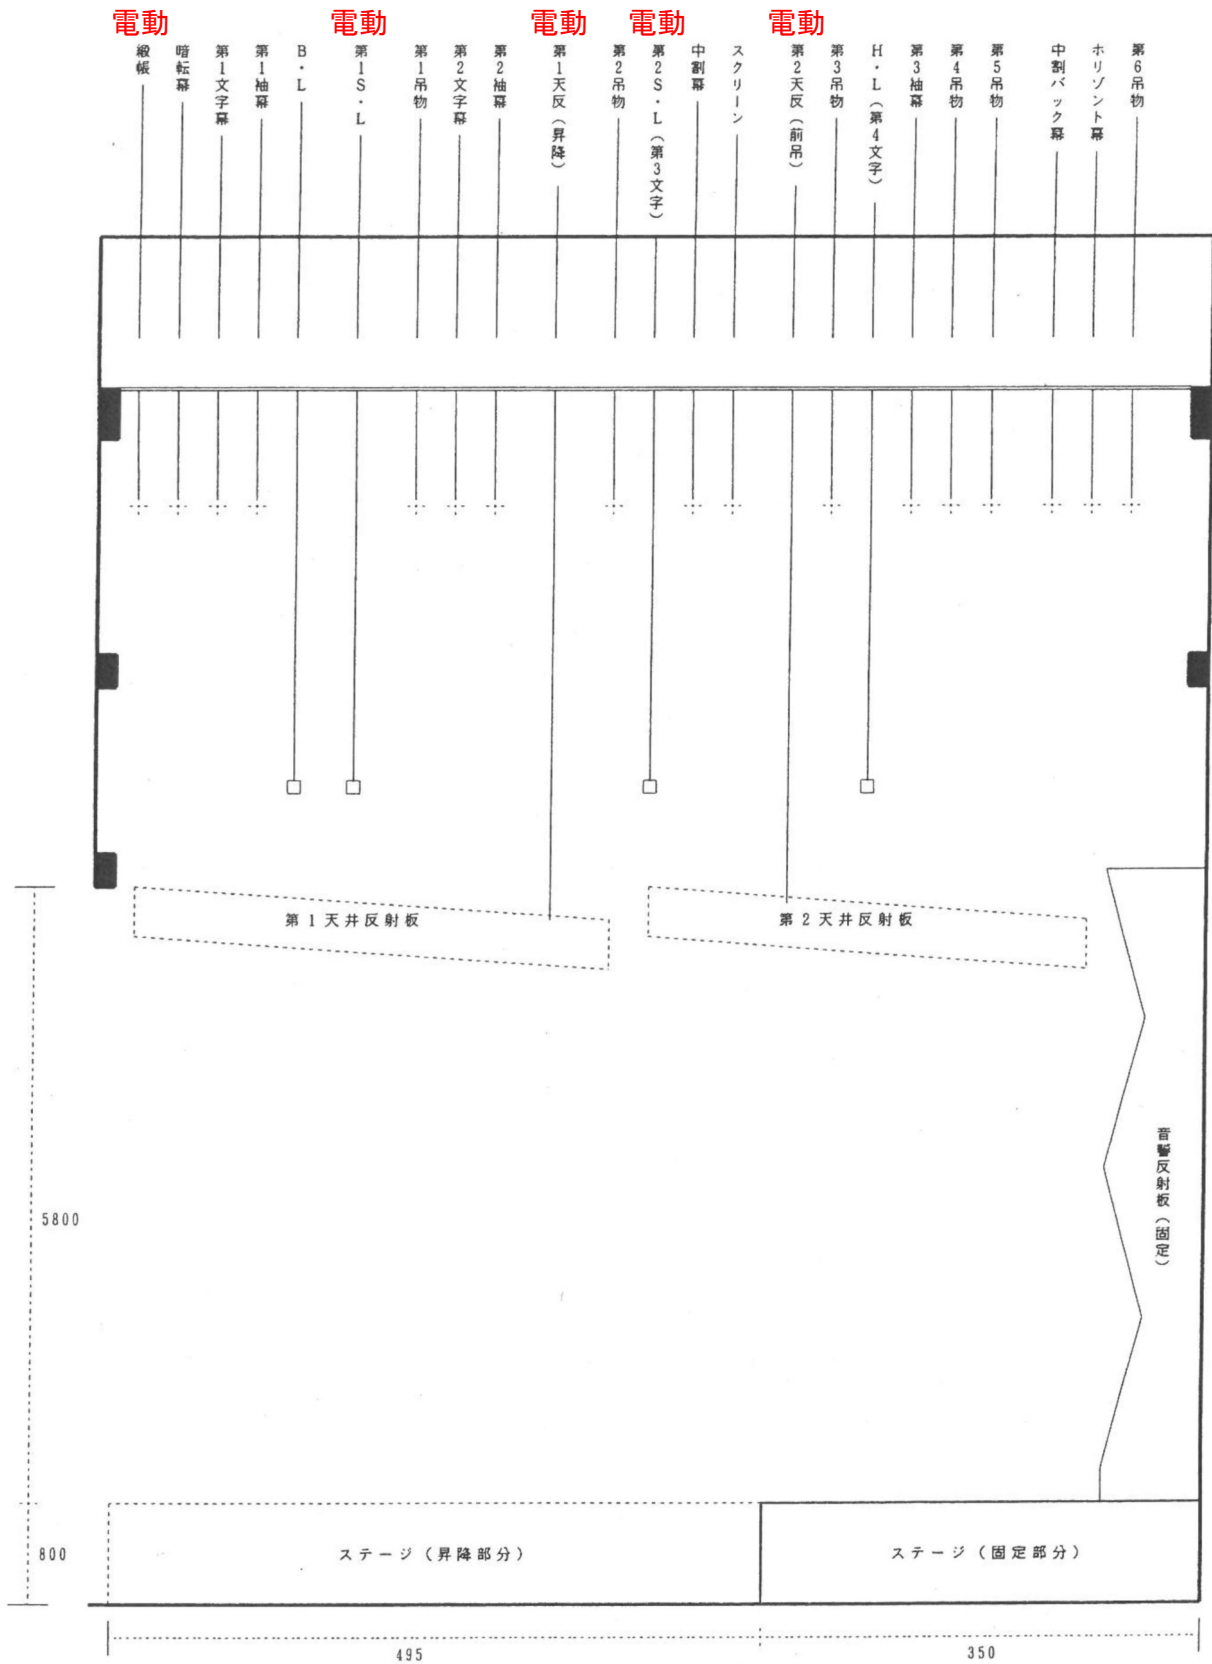 電動 電動 電動 電動 電動
緞帳
暗転幕
第1文字幕
第1袖幕
B・L
第1S・L
第1吊物
第2文字幕
第2袖幕
第1天反(昇降)
第2吊物
第2S・L(第3文字)
中割幕
スクリーン
第2天反(前吊)
第3吊物
H・L(第4文字)
第3袖幕
第4吊物
第5吊物
中割バック幕
ホリゾント幕
第6吊物
第1天井反射板
第2天井反射板
音響反射板(固定)
5800
800
ステージ(昇降部分)
ステージ(固定部分)
495
350